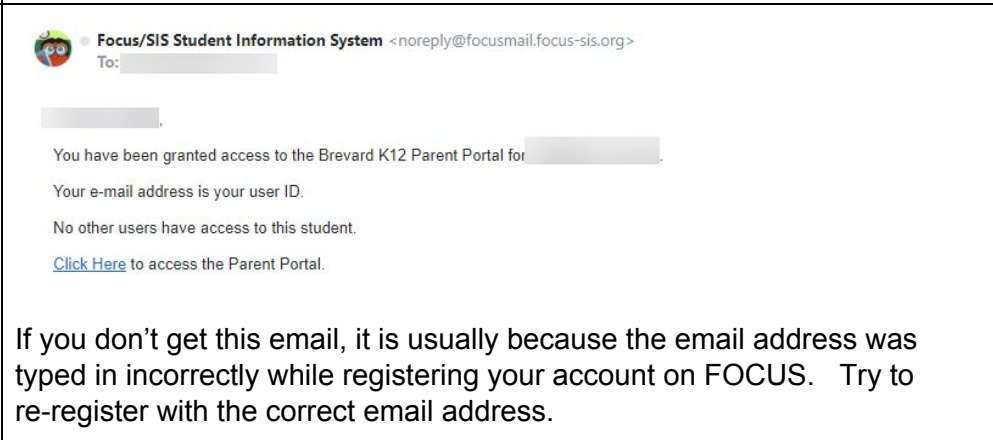 Focus/SIS Student Information System <noreply@focusmail.focus-sis.org>
To:
,
You have been granted access to the Brevard K12 Parent Portal for .
Your e-mail address is your user ID.
No other users have access to this student.
Click Here to access the Parent Portal.
If you don’t get this email, it is usually because the email address was
typed in incorrectly while registering your account on FOCUS. Try to
re-register with the correct email address.